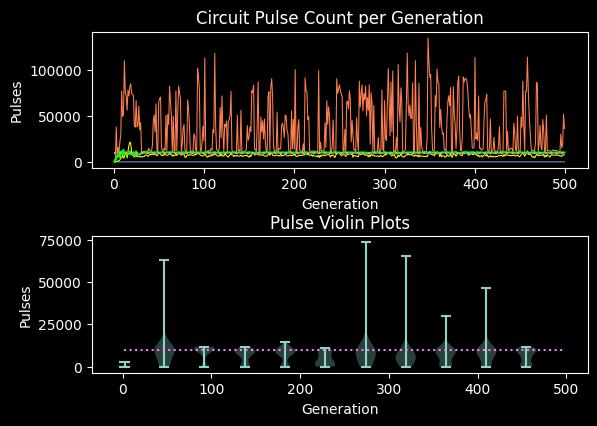 Circuit Pulse Count per Generation
100000
50000
0
Pulses
0 100 200 300 400 500
Generation
Pulse Violin Plots
75000
50000
25000
0
Pulses
0 100 200 300 400 500
Generation